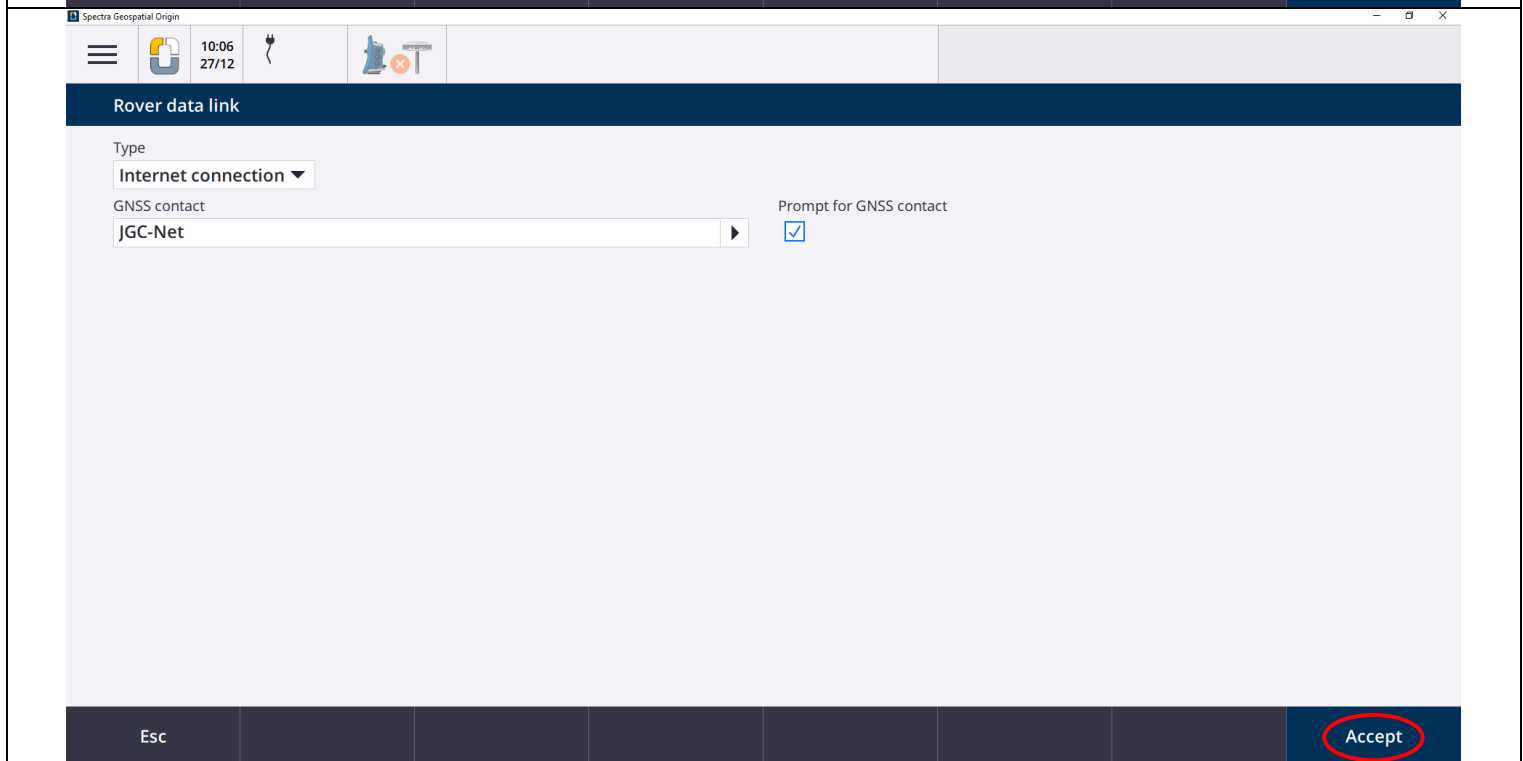 Spectra Geospatial Origin
10:06
27/12
Rover data link
Type
Internet connection
GNSS contact
Prompt for GNSS contact
JGC-Net
Esc
Accept